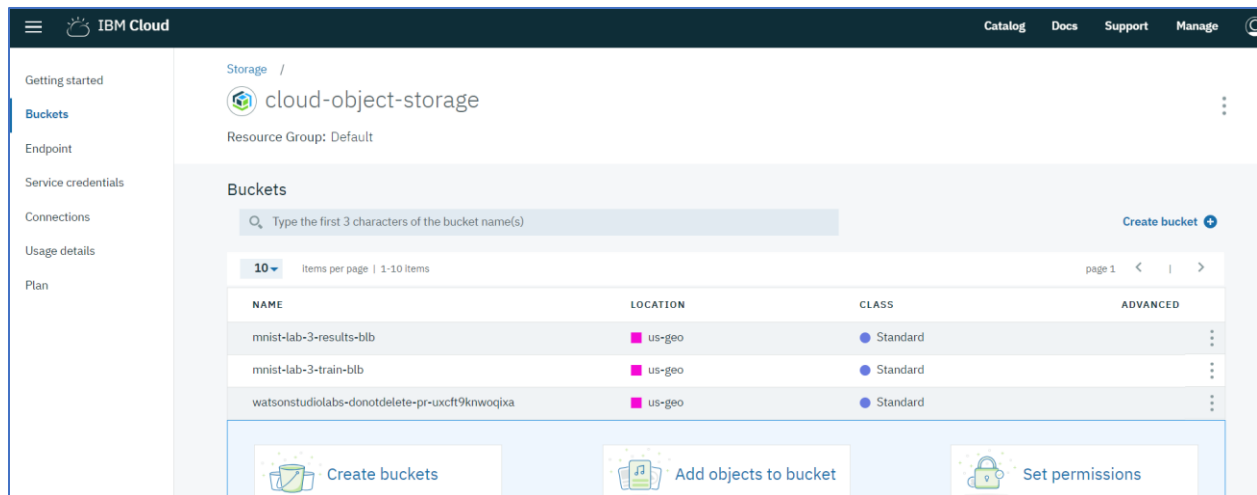 IBM Cloud Catalog Docs Support Manage
Getting started
Buckets
Endpoint
Service credentials
Connections
Usage details
Plan
Storage /
cloud-object-storage
Resource Group: Default
Buckets
Type the first 3 characters of the bucket name(s)
Create bucket
10 items per page | 1-10 items page 1 |
NAME LOCATION CLASS ADVANCED
mnist-lab-3-results-blb us-geo Standard
mnist-lab-3-train-blb us-geo Standard
watsonstudiolabs-donotdelete-pr-uxcft9knwoqixa us-geo Standard
Create buckets Add objects to bucket Set permissions